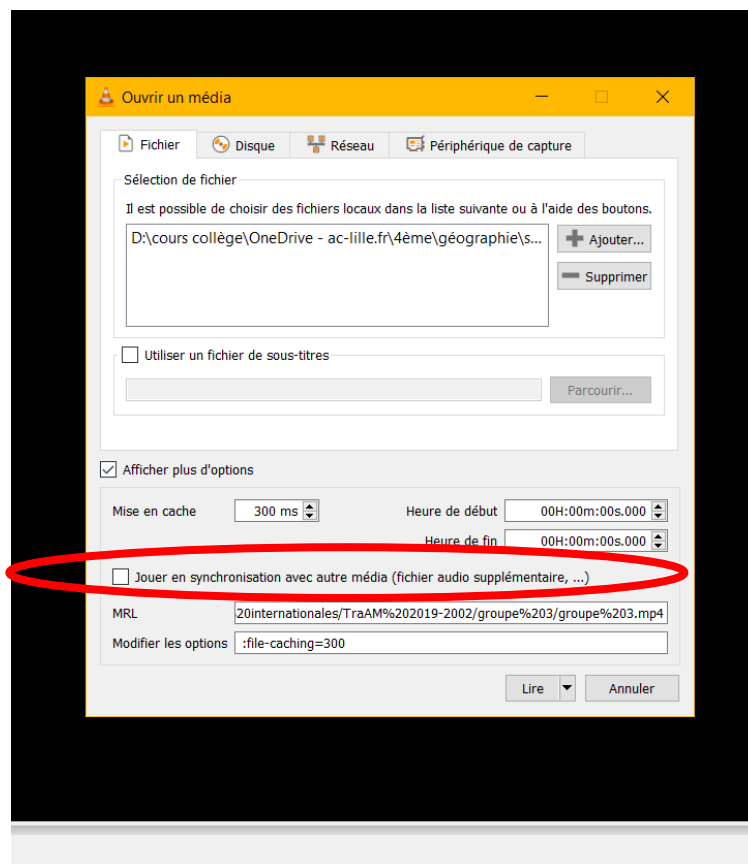 Ouvrir un média
Fichier Disque Réseau Périphérique de capture
Sélection de fichier
Il est possible de choisir des fichiers locaux dans la liste suivante ou à l'aide des boutons.
D:\cours collège\OneDrive - ac-lille.fr\4ème\géographie\s... Ajouter...
Supprimer
Utiliser un fichier de sous-titres
Parcourir...
Afficher plus d'options
Mise en cache 300 ms Heure de début 00H:00m:00s.000
Heure de fin 00H:00m:00s.000
Jouer en synchronisation avec autre média (fichier audio supplémentaire, ...)
MRL 20internationales/TraAM%202019-2002/groupe%203/groupe%203.mp4
Modifier les options :file-caching=300
Lire Annuler